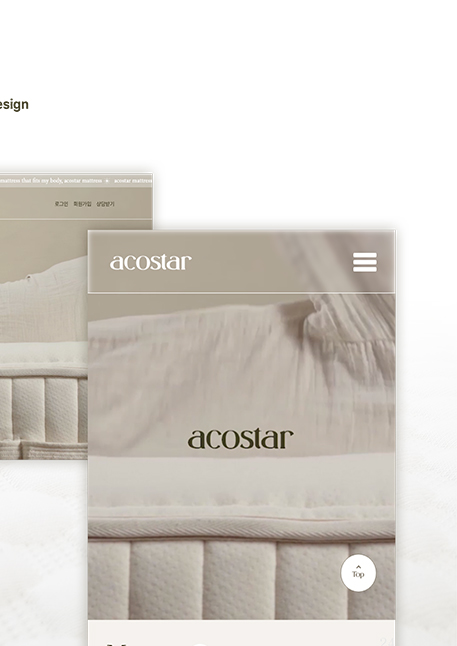 esign
mattress that fits my body, acostar mattress ※ acostar mattress
로그인 회원가입 상담받기
acostar
acostar
Top